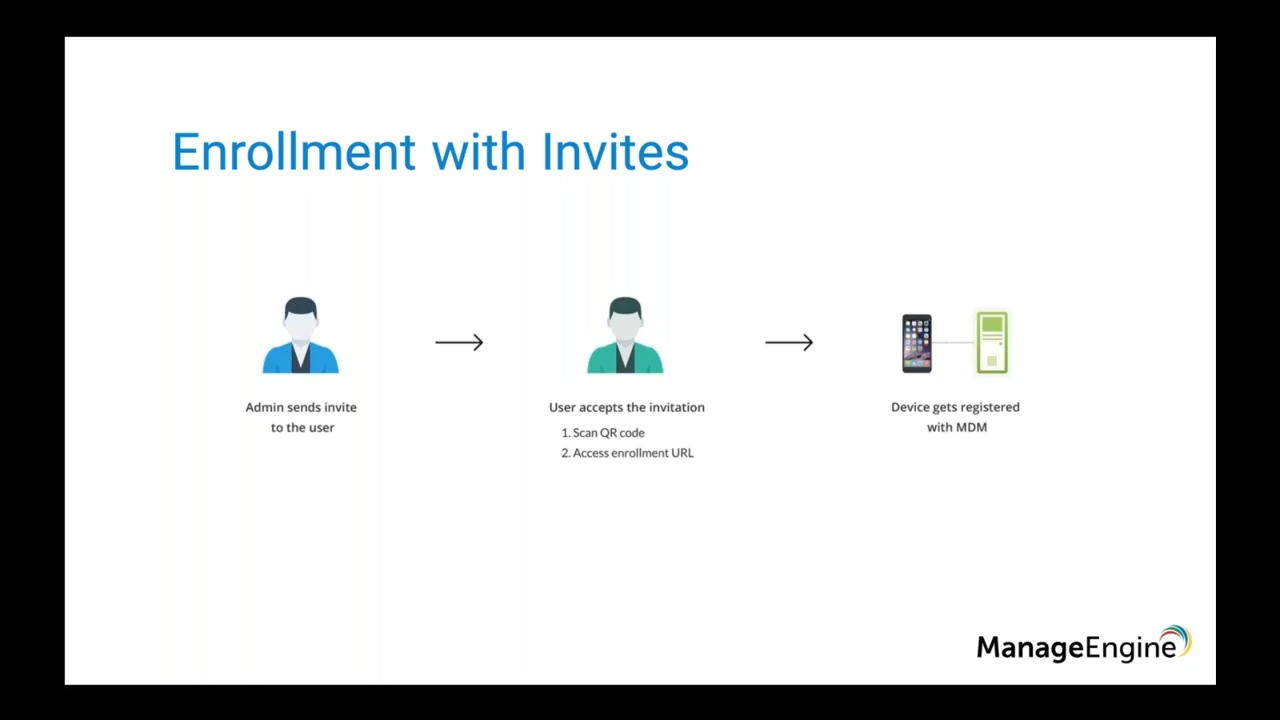 Enrollment with Invites
Admin sends invite
to the user
User accepts the invitation
1. Scan QR code
2. Access enrollment URL
Device gets registered
with MDM
ManageEngine